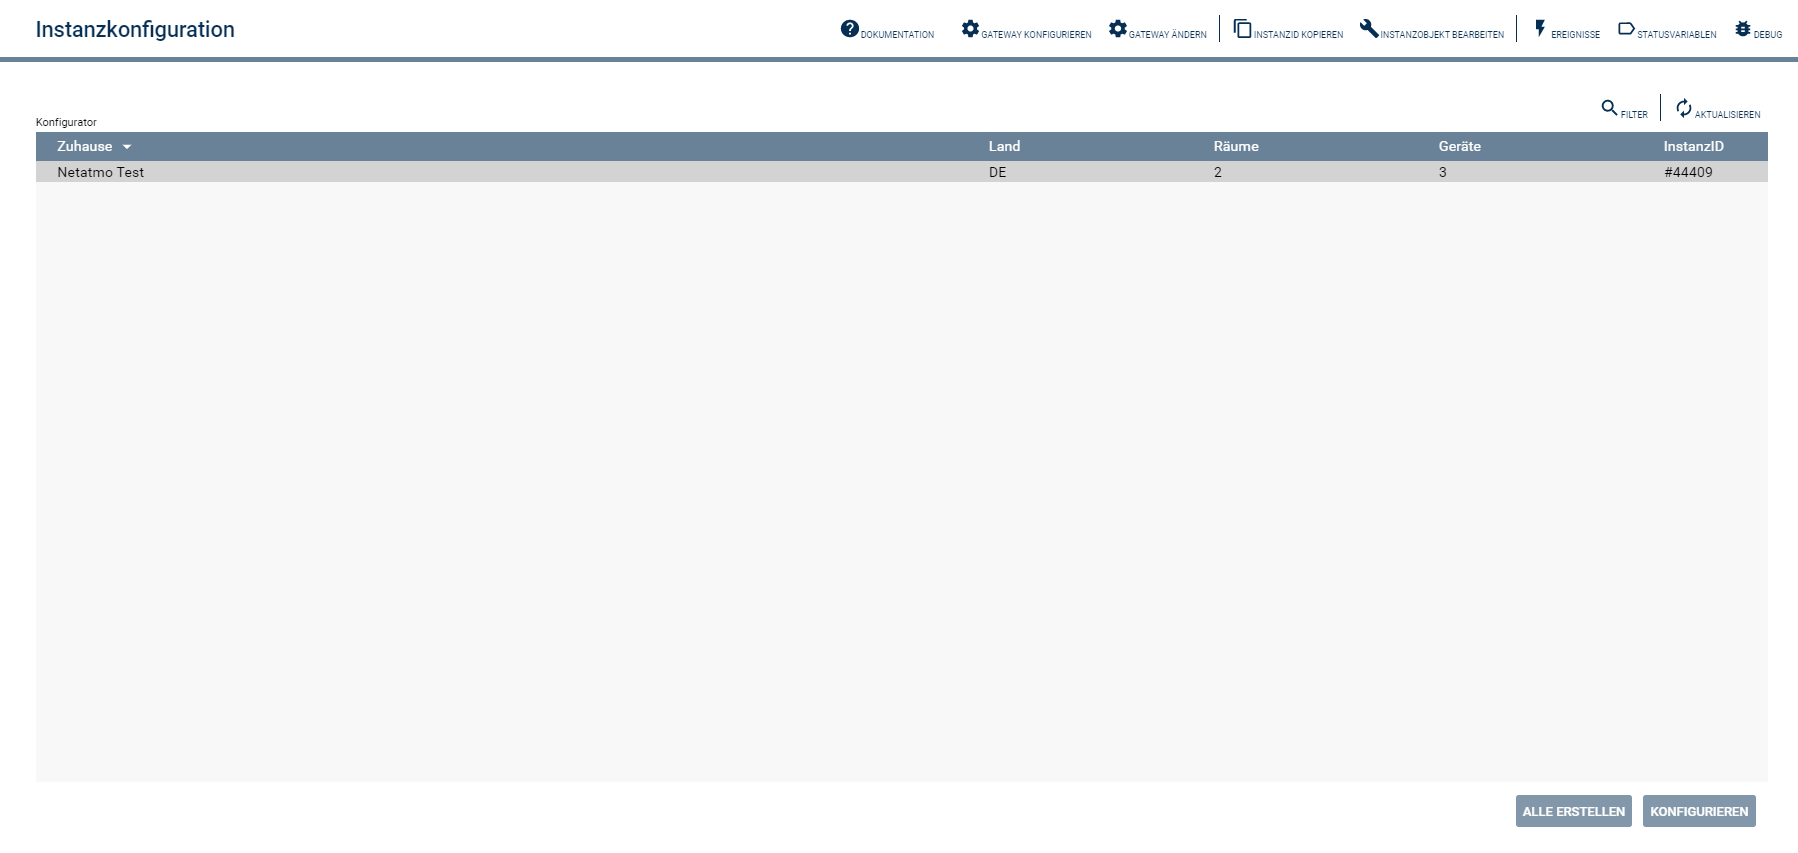 Instanzkonfiguration
DOKUMENTATION GATEWAY KONFIGURIEREN GATEWAY ÄNDERN INSTANZID KOPIEREN INSTANZOBJEKT BEARBEITEN EREIGNISSE STATUSVARIABLEN DEBUG
FILTER AKTUALISIEREN
Konfigurator
Zuhause Land Räume Geräte InstanzID
Netatmo Test DE 2 3 #44409
ALLE ERSTELLEN KONFIGURIEREN